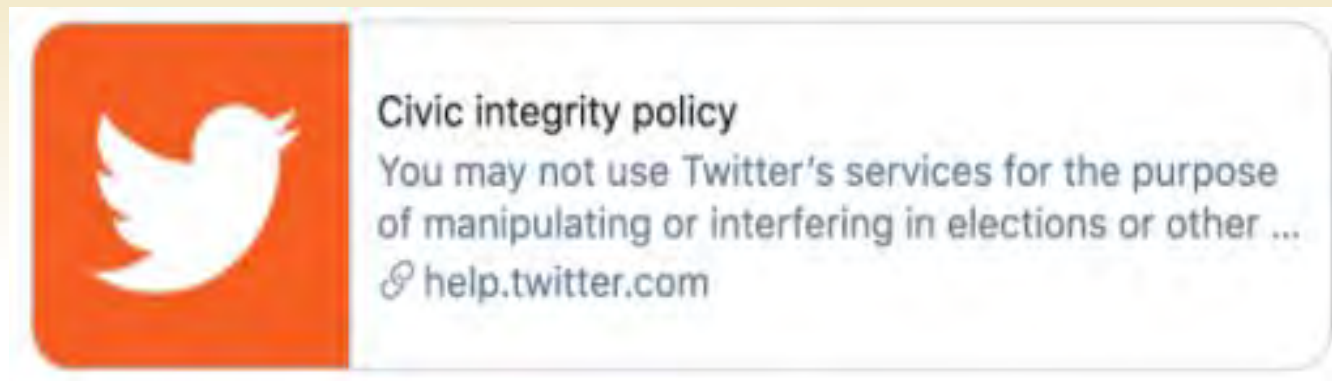 Civic integrity policy
You may not use Twitter's services for the purpose
of manipulating or interfering in elections or other ...
help.twitter.com